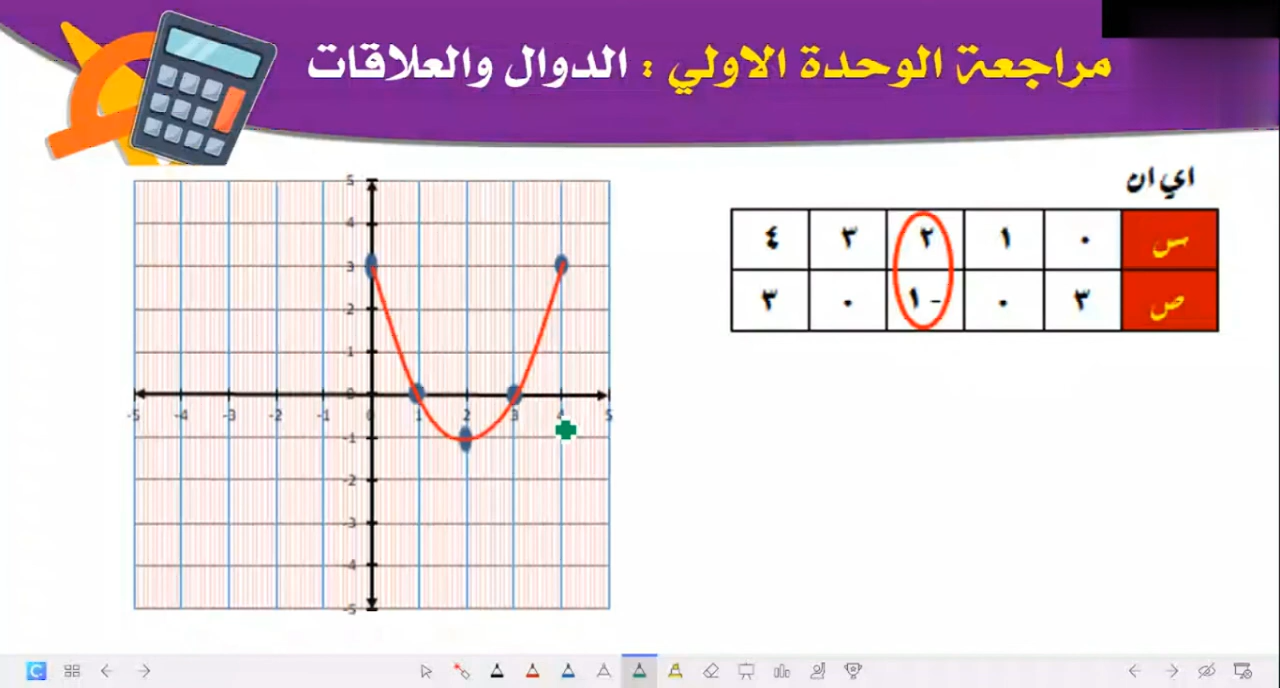 مراجعة الوحدة الاولي : الدوال والعلاقات
اي ان
س ٠ ١ ٢ ٣ ٤
ص ٣ ٠ -١ ٠ ٣
5
4
3
2
1
0
-5 -4 -3 -2 -1 0 1 2 3 4 5
-1
-2
-3
-4
-5
C